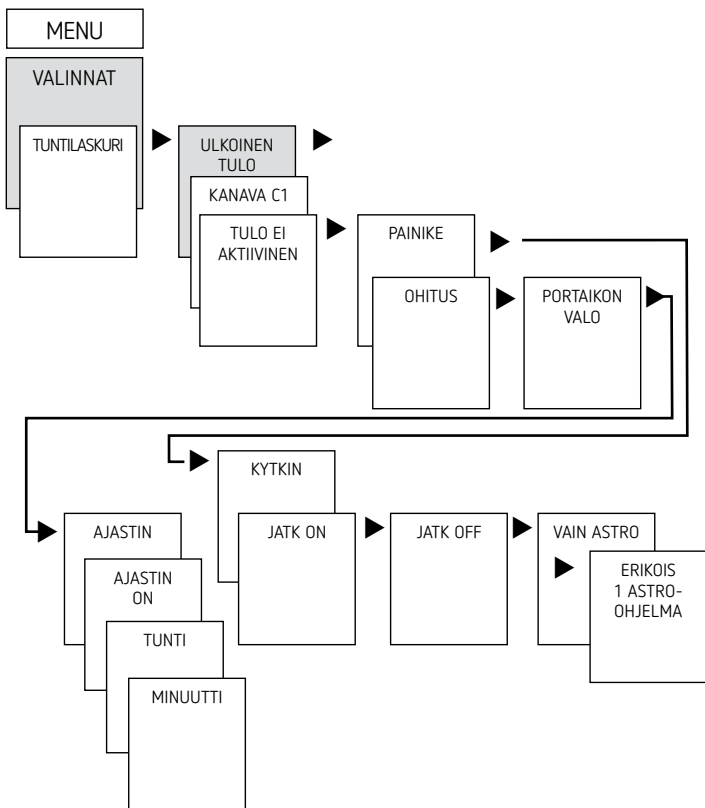 MENU
VALINNAT
TUNTILASKURI
ULKOINEN
TULO
KANAVA C1
TULO EI
AKTIIVINEN
PAINIKE
OHITUS
PORTAIKON
VALO
KYTKIN
JATK ON
JATK OFF
VAIN ASTRO
ERIKOIS
1 ASTRO-
OHJELMA
AJASTIN
AJASTIN
ON
TUNTI
MINUUTTI